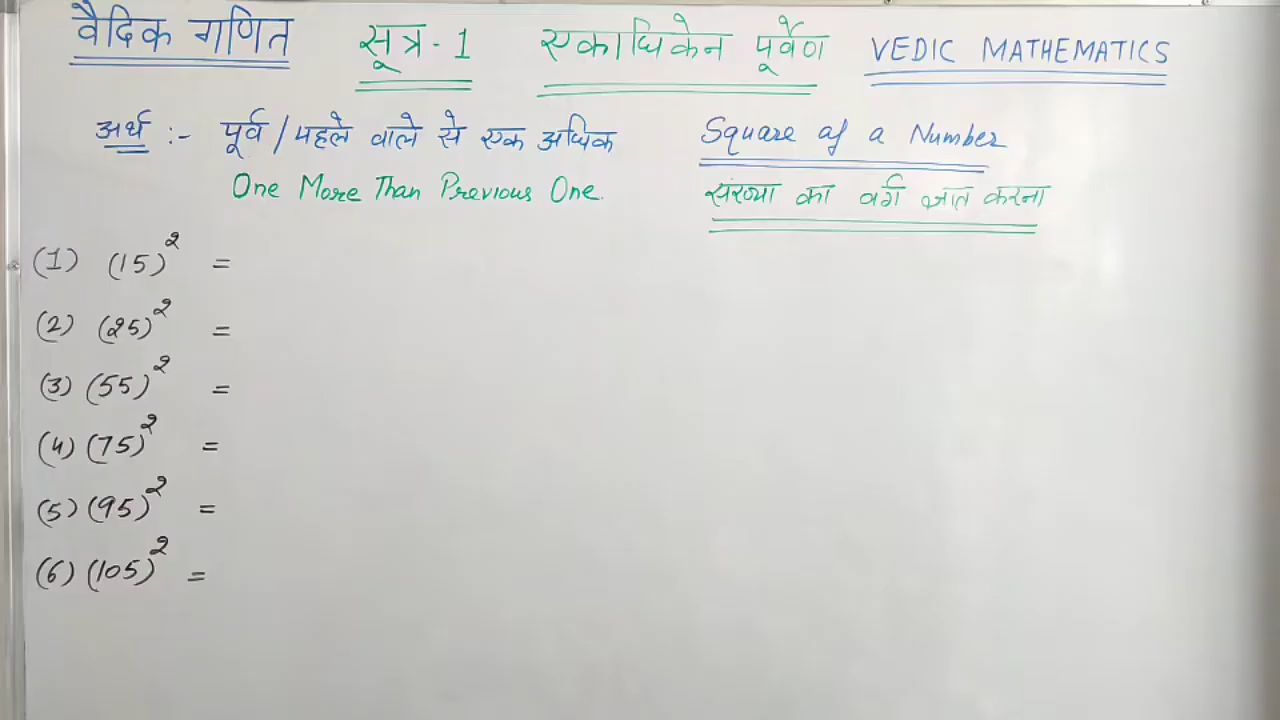 वैदिक गणित सूत्र-1 एकाधिकेन पूर्वेण VEDIC MATHEMATICS
अर्थ :- पूर्व/पहले वाले से एक अधिक
One More Than Previous One.
Square of a Number
संख्या का वर्ग ज्ञात करना
(1) (15)² =
(2) (25)² =
(3) (55)² =
(4) (75)² =
(5) (95)² =
(6) (105)² =